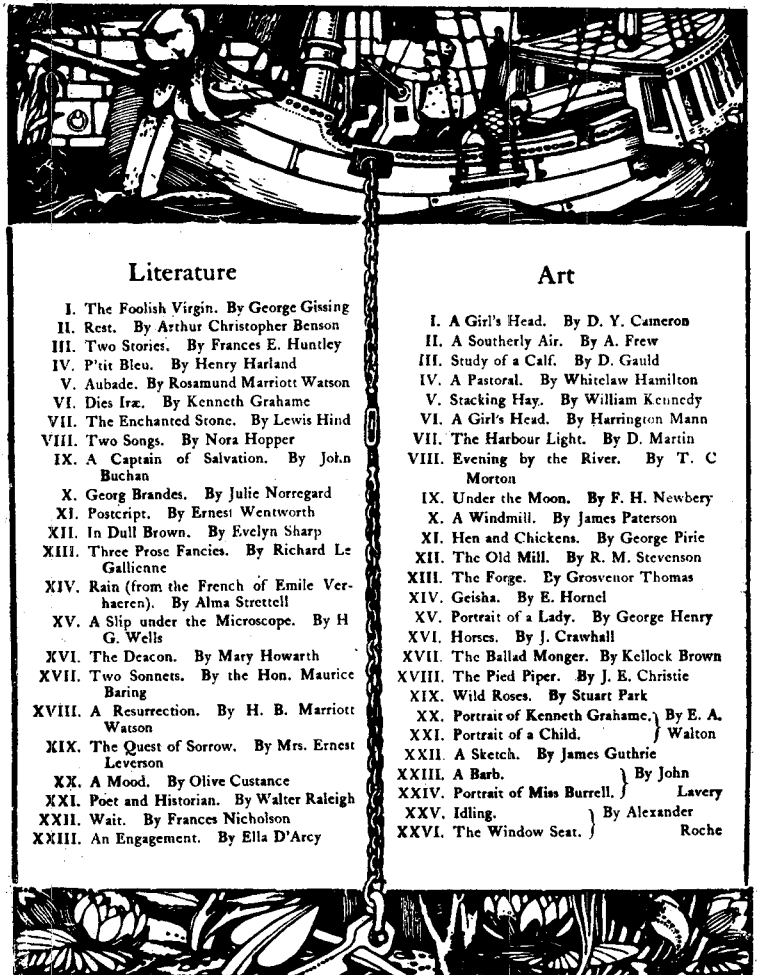 Literature
I. The Foolish Virgin. By George Gissing
II. Rest. By Arthur Christopher Benson
III. Two Stories. By Frances E. Huntley
IV. P'tit Bleu. By Henry Harland
V. Aubade. By Rosamund Marriott Watson
VI. Dies Iræ. By Kenneth Grahame
VII. The Enchanted Stone. By Lewis Hind
VIII. Two Songs. By Nora Hopper
IX. A Captain of Salvation. By John
Buchan
X. Georg Brandes. By Julie Norregard
XI. Postcript. By Ernest Wentworth
XII. In Dull Brown. By Evelyn Sharp
XIII. Three Prose Fancies. By Richard Le
Gallienne
XIV. Rain (from the French of Emile Ver-
haeren). By Alma Strettell
XV. A Slip under the Microscope. By H
G. Wells
XVI. The Deacon. By Mary Howarth
XVII. Two Sonnets. By the Hon. Maurice
Baring
XVIII. A Resurrection. By H. B. Marriott
Watson
XIX. The Quest of Sorrow. By Mrs. Ernest
Leverson
XX. A Mood. By Olive Custance
XXI. Poet and Historian. By Walter Raleigh
XXII. Wait. By Frances Nicholson
XXIII. An Engagement. By Ella D'Arcy
Art
I. A Girl's Head. By D. Y. Cameron
II. A Southerly Air. By A. Frew
III. Study of a Calf. By D. Gauld
IV. A Pastoral. By Whitelaw Hamilton
V. Stacking Hay. By William Kennedy
VI. A Girl's Head. By Harrington Mann
VII. The Harbour Light. By D. Martin
VIII. Evening by the River. By T. C
Morton
IX. Under the Moon. By F. H. Newbery
X. A Windmill. By James Paterson
XI. Hen and Chickens. By George Pirie
XII. The Old Mill. By R. M. Stevenson
XIII. The Forge. By Grosvenor Thomas
XIV. Geisha. By E. Hornel
XV. Portrait of a Lady. By George Henry
XVI. Horses. By J. Crawhall
XVII. The Ballad Monger. By Kellock Brown
XVIII. The Pied Piper. By J. E. Christie
XIX. Wild Roses. By Stuart Park
XX. Portrait of Kenneth Grahame. } By E. A.
XXI. Portrait of a Child. } Walton
XXII. A Sketch. By James Guthrie
XXIII. A Barb. } By John
XXIV. Portrait of Miss Burrell. } Lavery
XXV. Idling. } By Alexander
XXVI. The Window Seat. } Roche